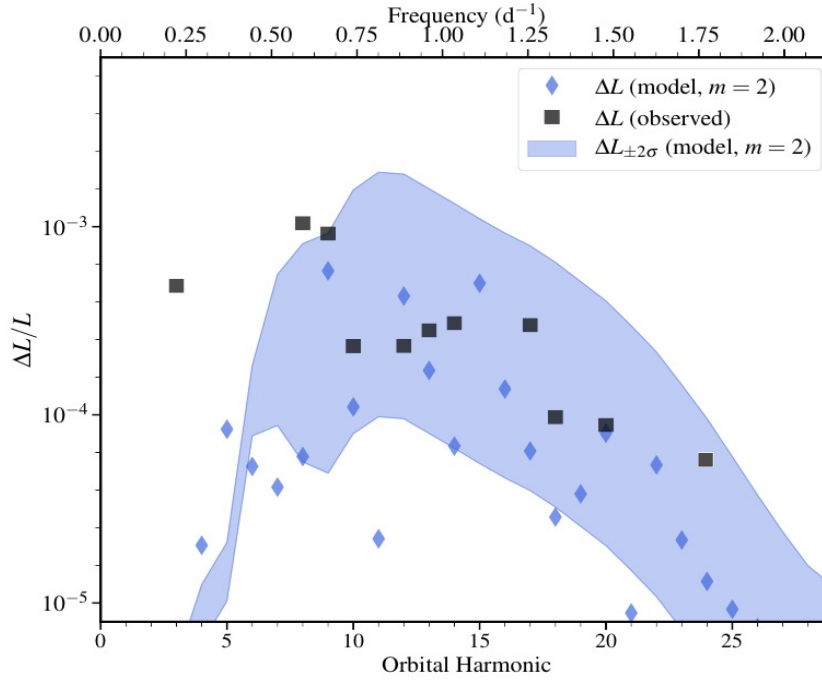 Frequency (d⁻¹)
0.00 0.25 0.50 0.75 1.00 1.25 1.50 1.75 2.00
ΔL (model, m = 2)
ΔL (observed)
ΔL±2σ (model, m = 2)
10⁻³
10⁻⁴
10⁻⁵
ΔL/L
0 5 10 15 20 25
Orbital Harmonic